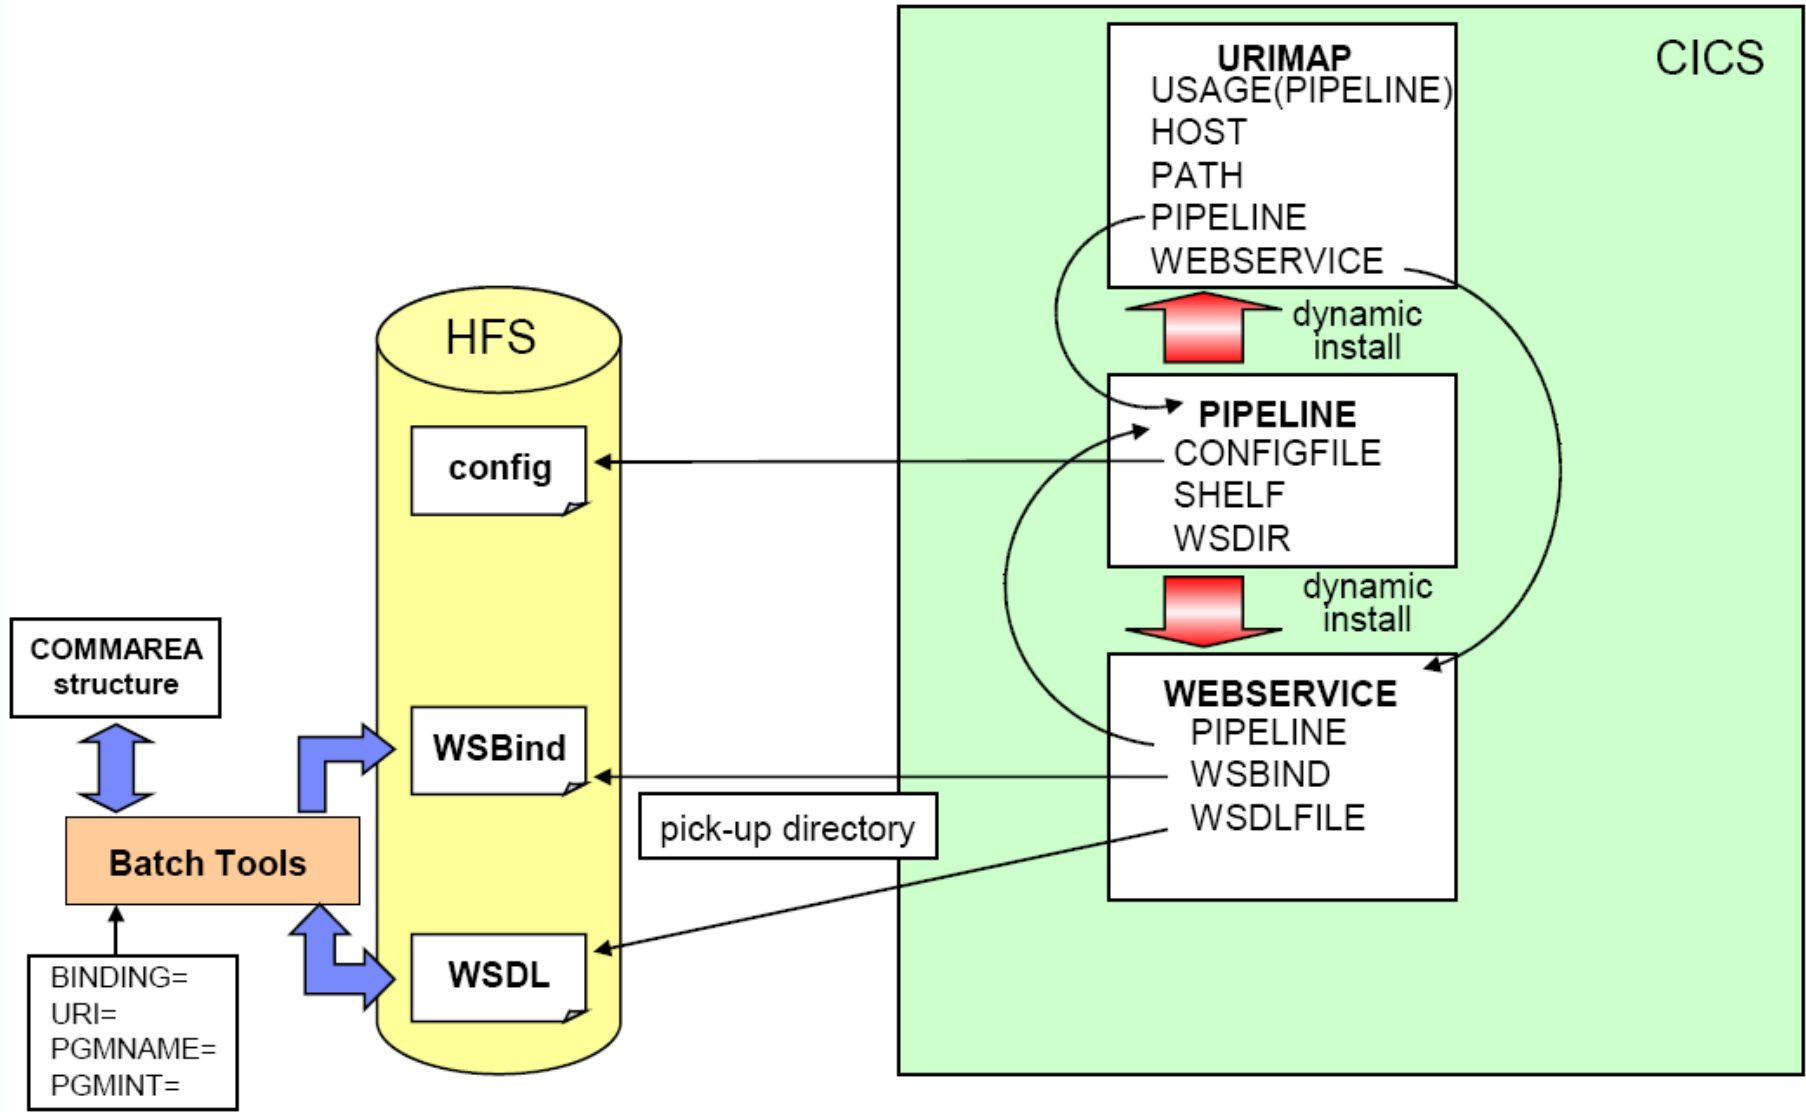 CICS
URIMAP
USAGE(PIPELINE)
HOST
PATH
PIPELINE
WEBSERVICE
dynamic
install
HFS
config
PIPELINE
CONFIGFILE
SHELF
WSDIR
dynamic
install
COMMAREA
structure
WSBind
WEBSERVICE
PIPELINE
WSBIND
WSDLFILE
pick-up directory
Batch Tools
WSDL
BINDING=
URI=
PGMNAME=
PGMINT=